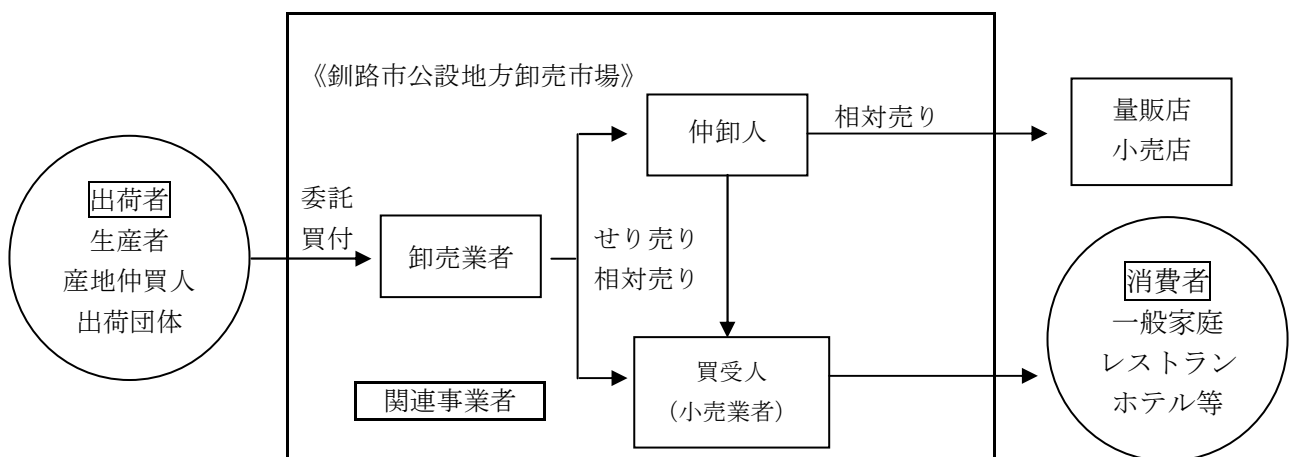 《釧路市公設地方卸売市場》
出荷者
生産者
産地仲買人
出荷団体
委託
買付
卸売業者
せり売り
相対売り
仲卸人
相対売り
量販店
小売店
買受人
（小売業者）
関連事業者
消費者
一般家庭
レストラン
ホテル等